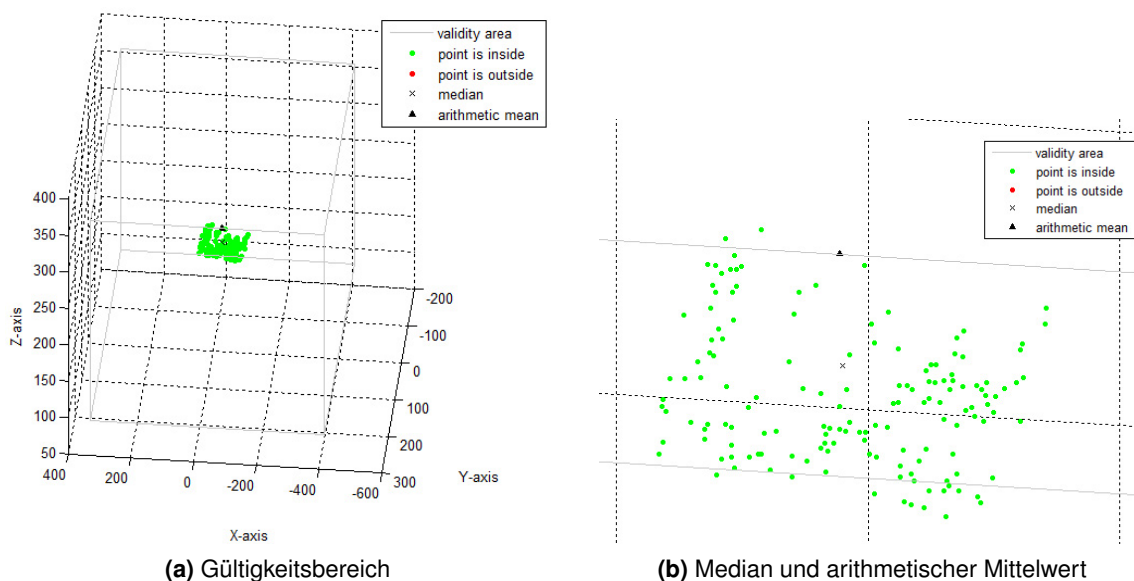 validity area
point is inside
point is outside
median
arithmetic mean
400
350
300
250
200
150
100
50
Z-axis
400
200
0
-200
-400
-600
X-axis
-200
-100
0
100
200
300
Y-axis
(a) Gültigkeitsbereich
validity area
point is inside
point is outside
median
arithmetic mean
(b) Median und arithmetischer Mittelwert